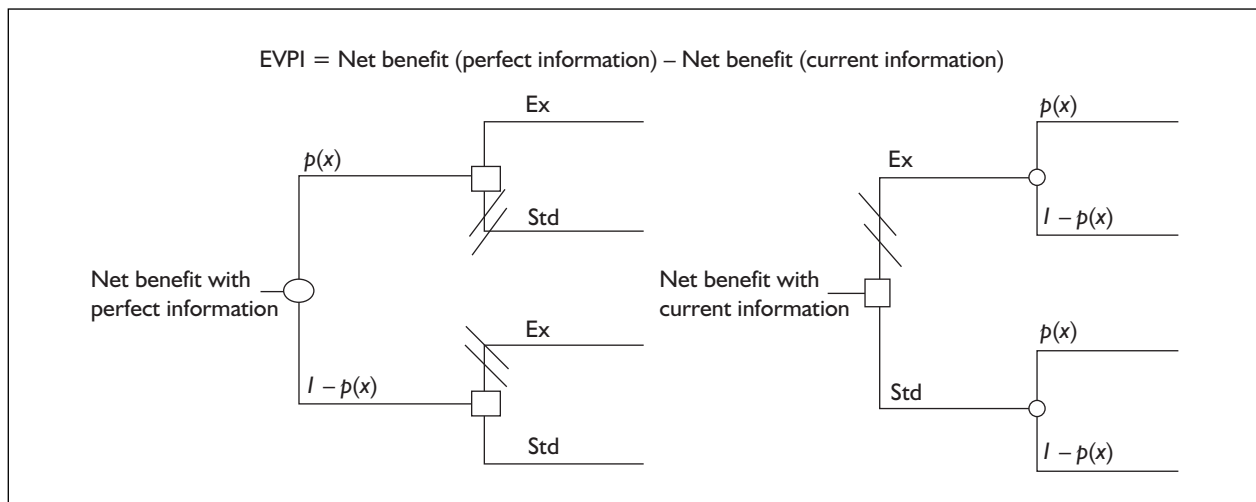 EVPI = Net benefit (perfect information) – Net benefit (current information)
Ex
p(x)
Std
Net benefit with
perfect information
Ex
1 – p(x)
Std
p(x)
Ex
1 – p(x)
Net benefit with
current information
p(x)
Std
1 – p(x)